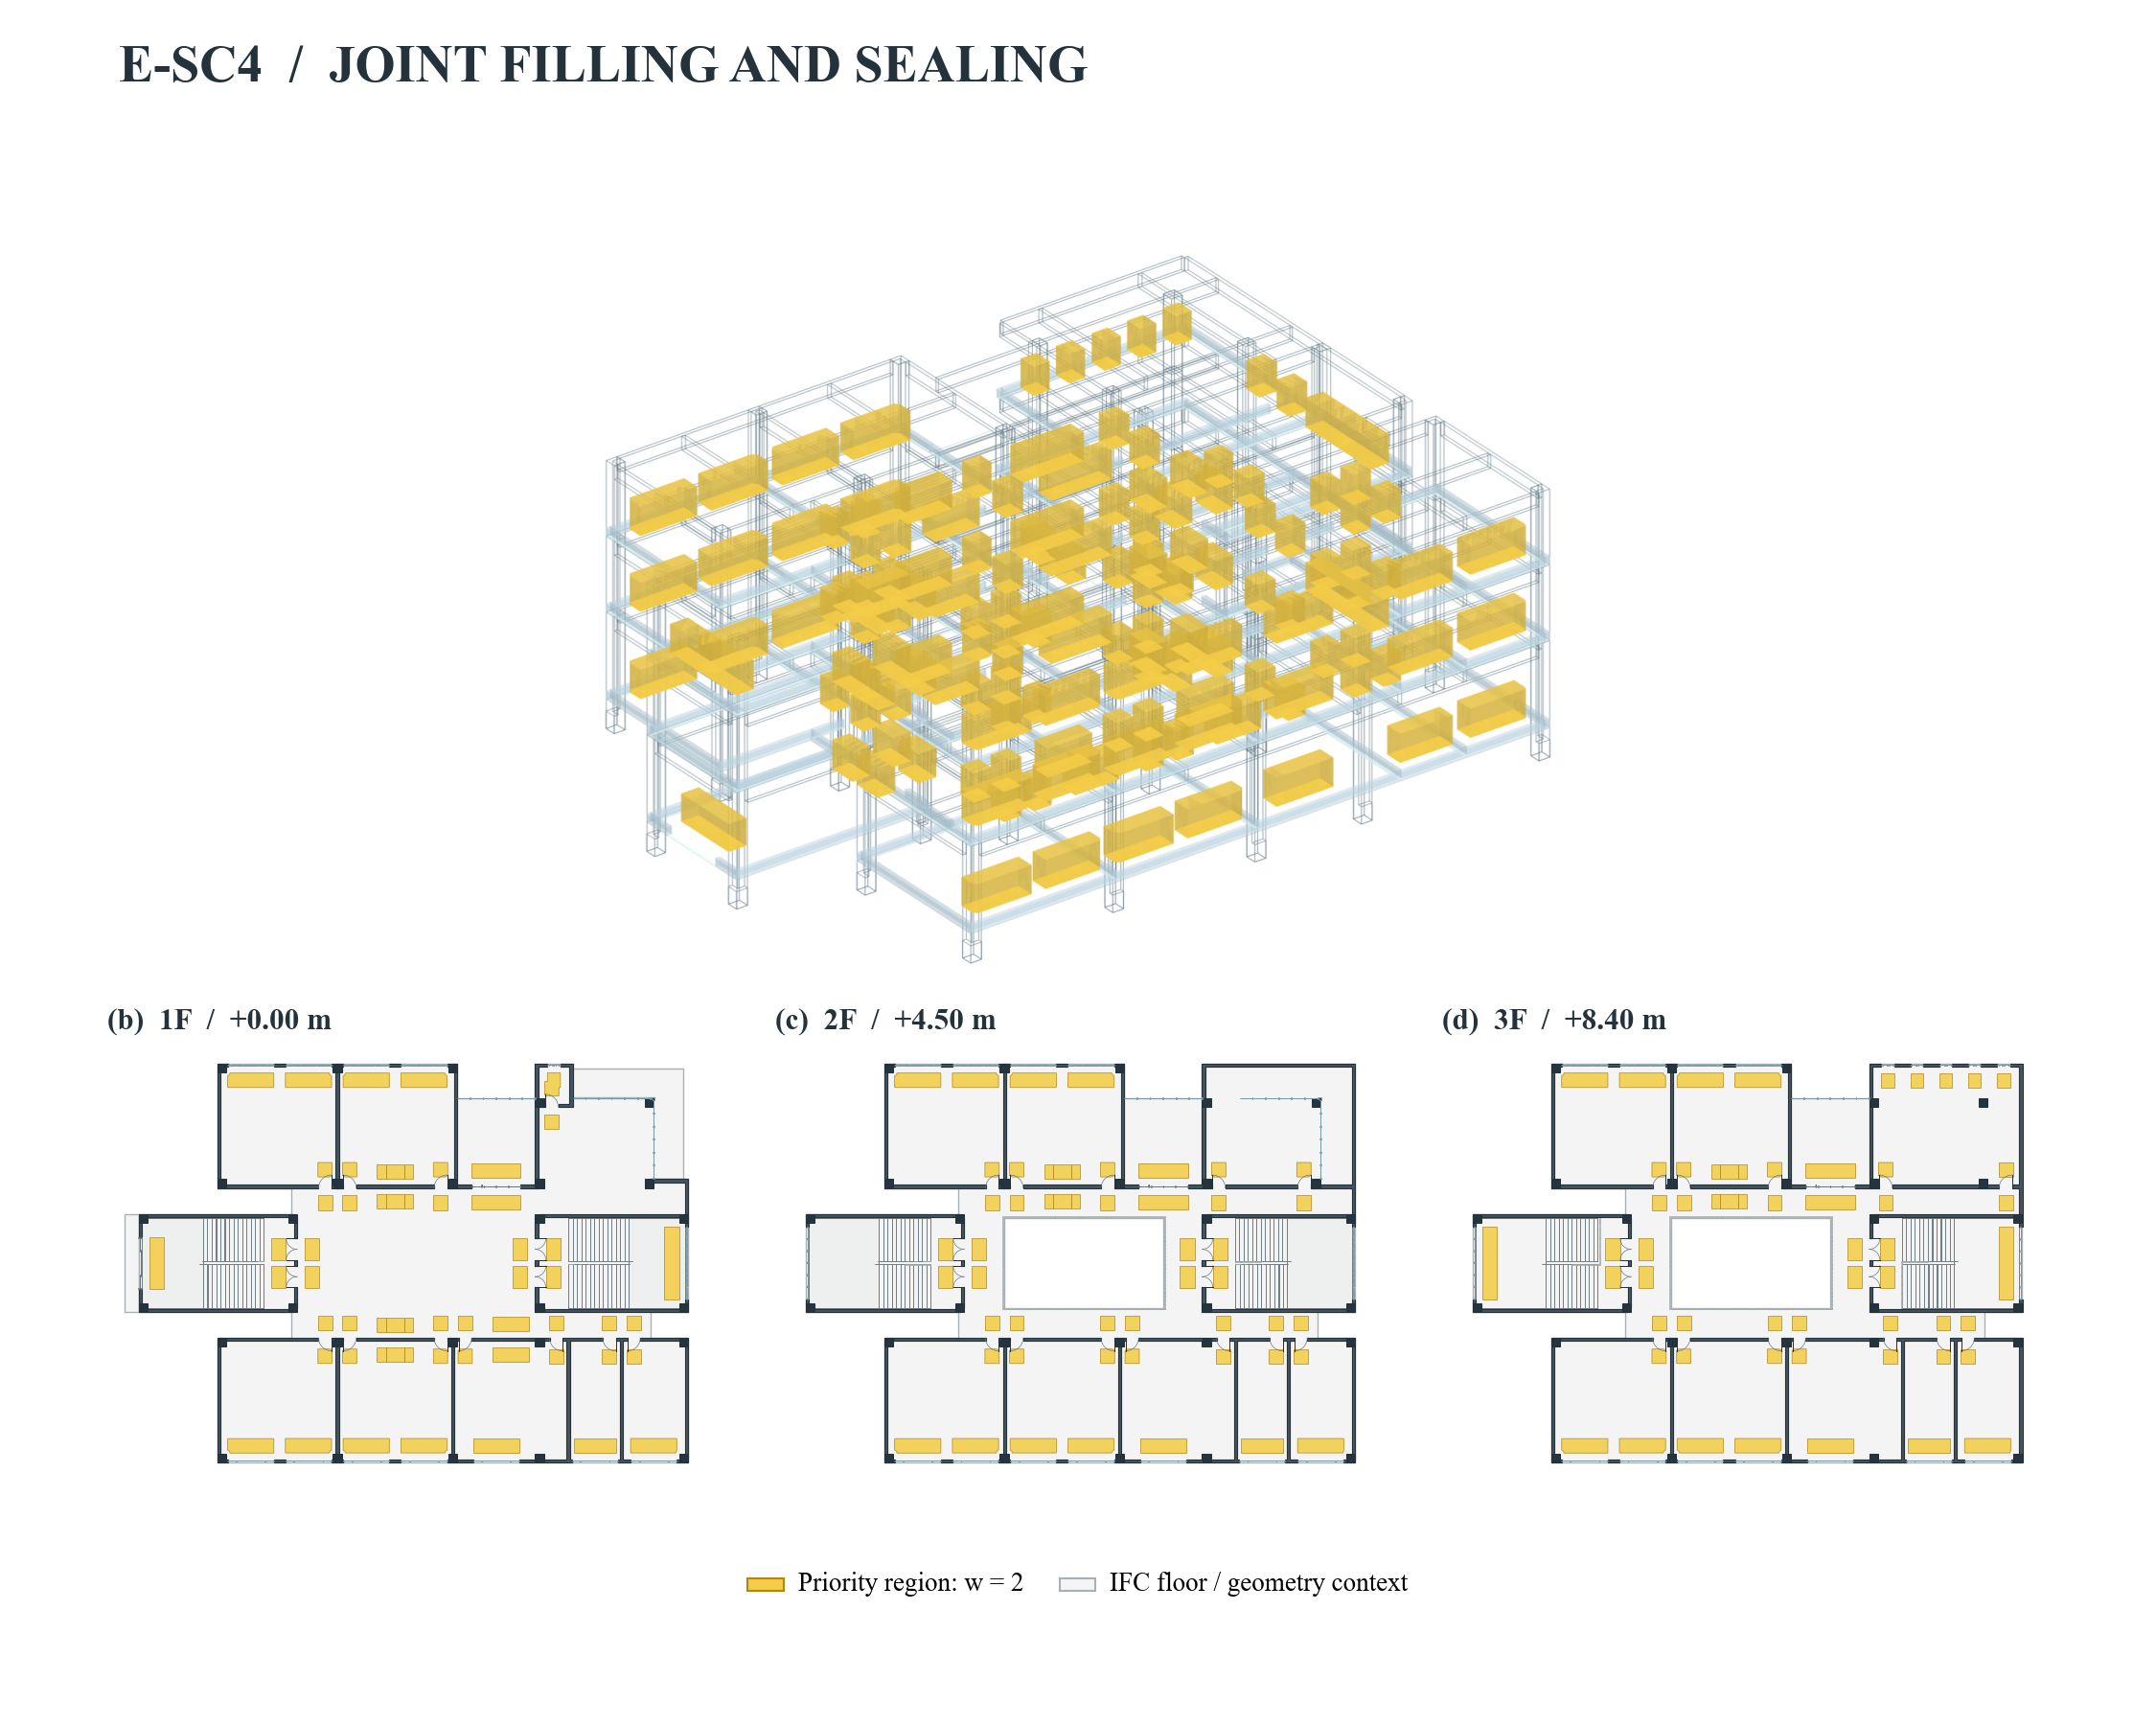 E-SC4 / JOINT FILLING AND SEALING
(b) 1F / +0.00 m
(c) 2F / +4.50 m
(d) 3F / +8.40 m
Priority region: w = 2
IFC floor / geometry context